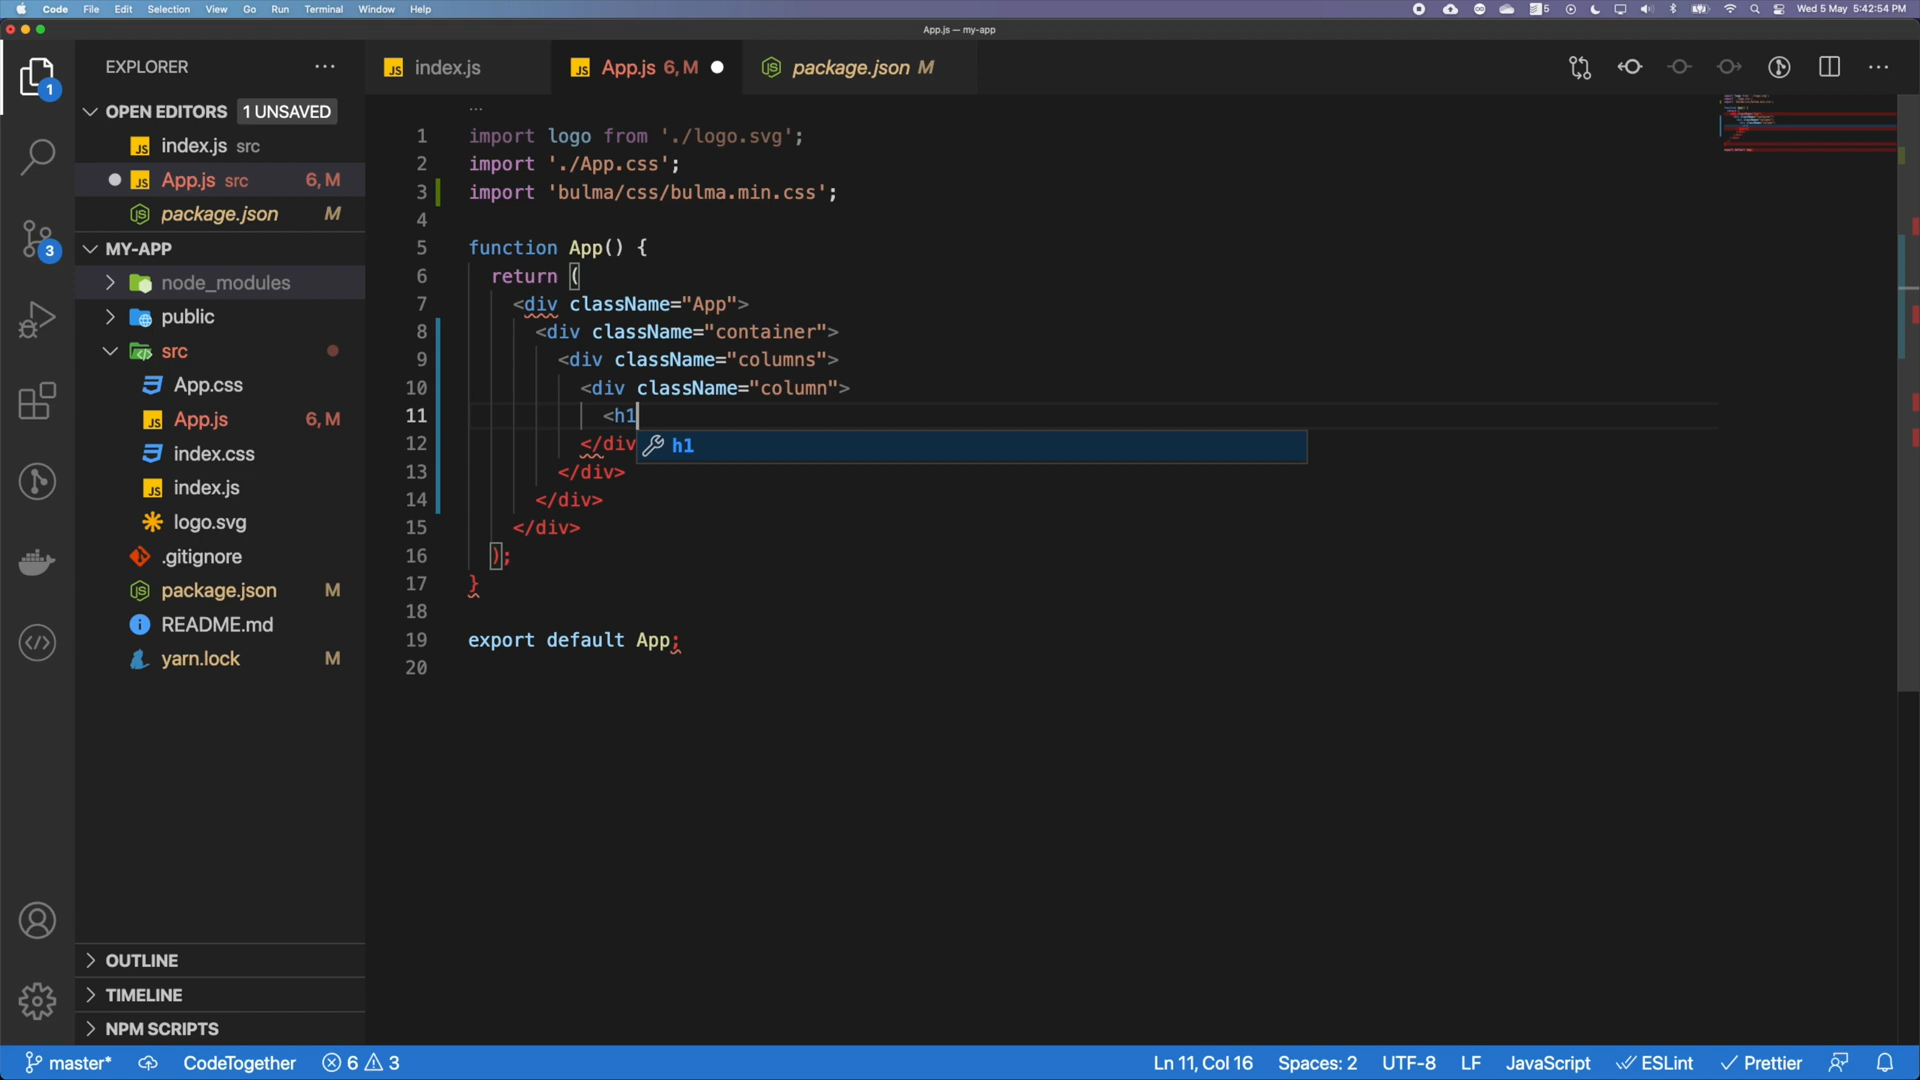 Code File Edit Selection View Go Run Terminal Window Help
5 Wed 5 May 5:42:54 PM
App.js — my-app
EXPLORER
index.js
App.js 6, M
package.json M
1
OPEN EDITORS 1 UNSAVED
index.js src
App.js src 6, M
package.json M
3
MY-APP
node_modules
public
src
App.css
App.js 6, M
index.css
index.js
logo.svg
.gitignore
package.json M
README.md
yarn.lock M
OUTLINE
TIMELINE
NPM SCRIPTS
...
1 import logo from './logo.svg';
2 import './App.css';
3 import 'bulma/css/bulma.min.css';
4
5 function App() {
6 return (
7 <div className="App">
8 <div className="container">
9 <div className="columns">
10 <div className="column">
11 <h1
h1
12 </div
13 </div>
14 </div>
15 </div>
16 );
17 }
18
19 export default App;
20
master* CodeTogether 6 3 Ln 11, Col 16 Spaces: 2 UTF-8 LF JavaScript ESLint Prettier